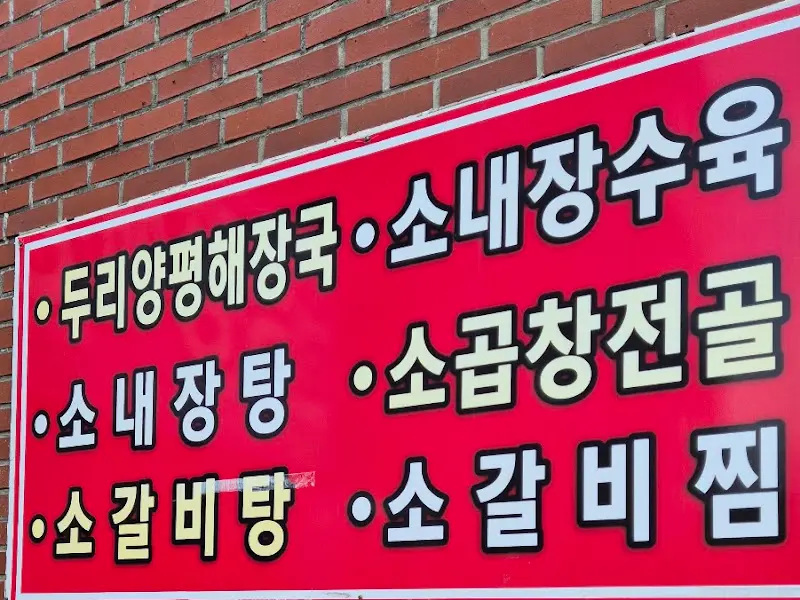 •두리양평해장국
•소내장탕
•소갈비탕
•소내장수육
•소곱창전골
•소갈비찜